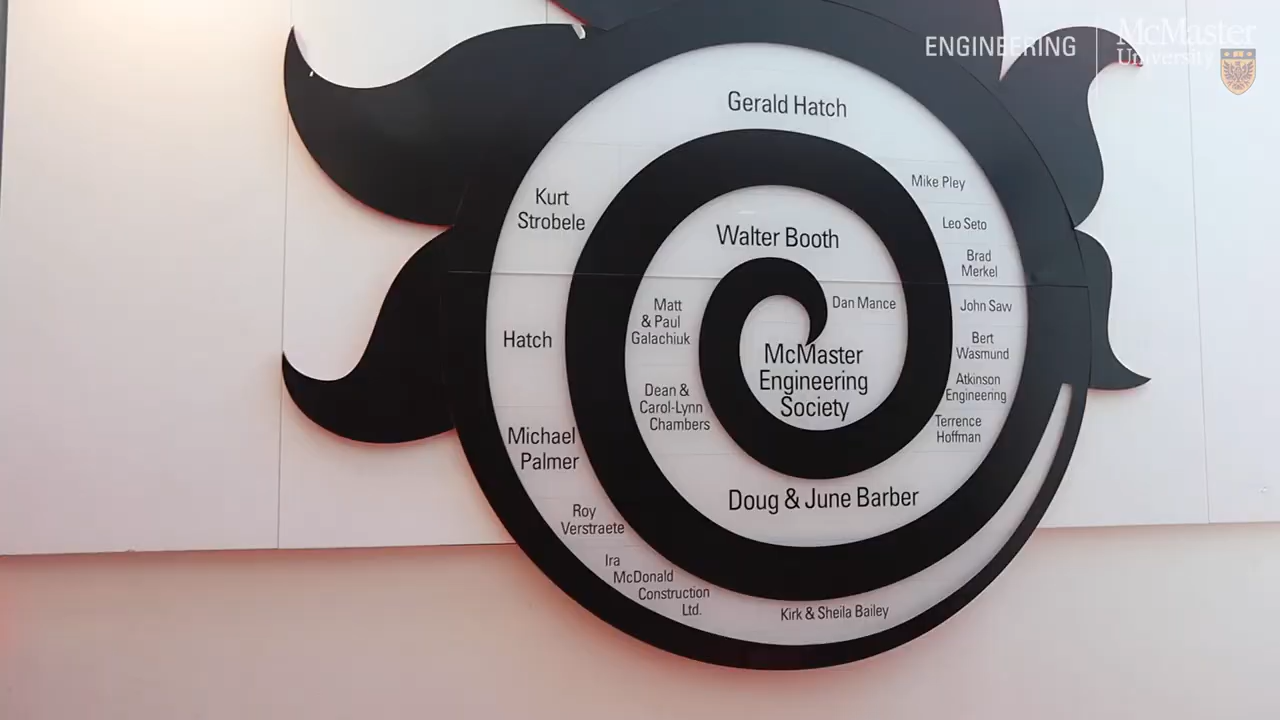 ENGINEERING
McMaster
University
Gerald Hatch
Mike Pley
Kurt
Strobele
Leo Seto
Walter Booth
Brad
Merkel
Matt
& Paul
Galachiuk
Dan Mance
John Saw
Hatch
Bert
Wasmund
McMaster
Engineering
Society
Dean &
Carol-Lynn
Chambers
Atkinson
Engineering
Terrence
Hoffman
Michael
Palmer
Doug & June Barber
Roy
Verstraete
Ira
McDonald
Construction
Ltd.
Kirk & Sheila Bailey